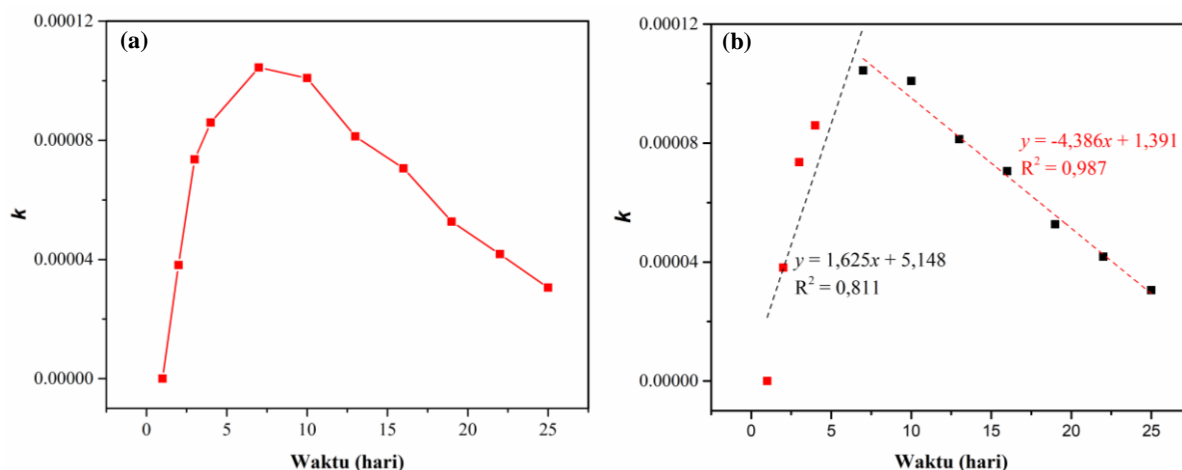 (a)
0.00012
0.00008
0.00004
0.00000
k
0
5
10
15
20
25
Waktu (hari)
(b)
0.00012
0.00008
0.00004
0.00000
k
y = -4,386x + 1,391
R² = 0,987
y = 1,625x + 5,148
R² = 0,811
0
5
10
15
20
25
Waktu (hari)